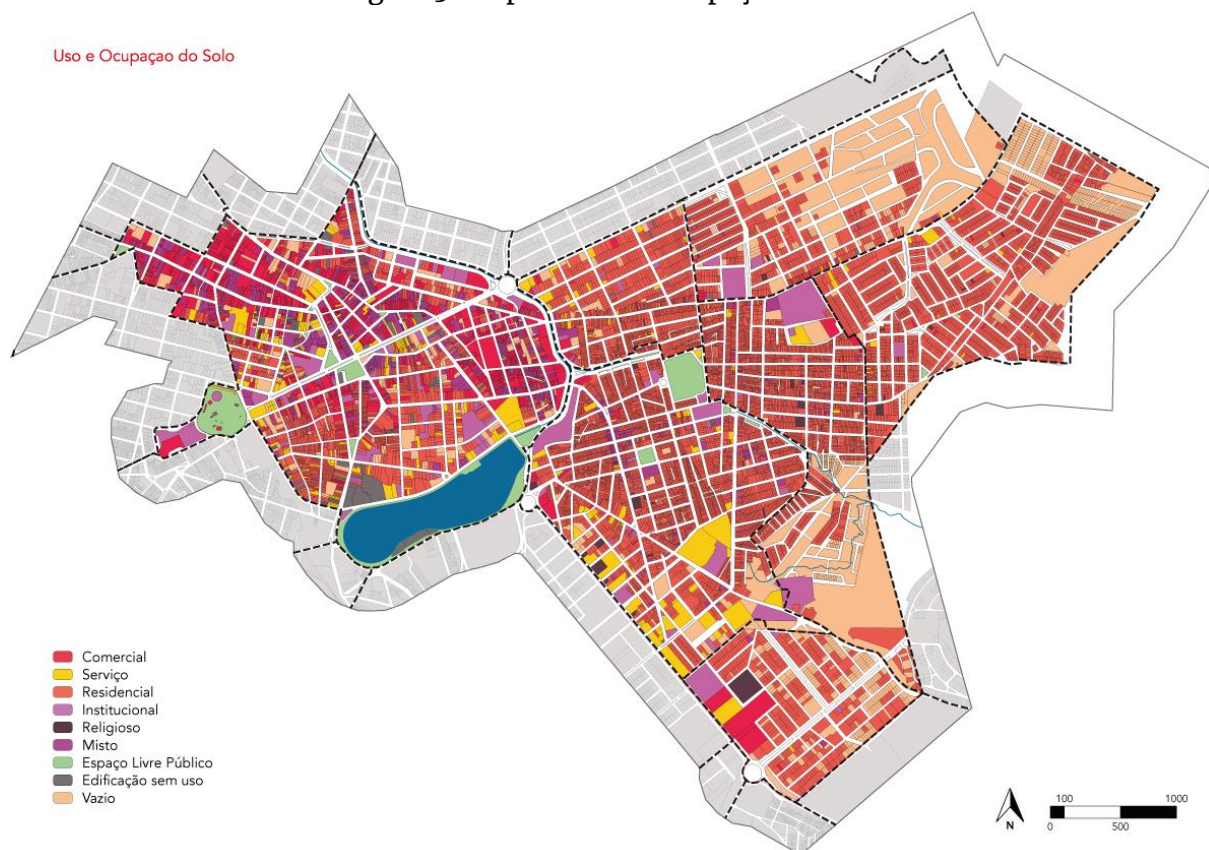 Uso e Ocupaçao do Solo
Comercial
Serviço
Residencial
Institucional
Religioso
Misto
Espaço Livre Público
Edificação sem uso
Vazio
N
100 1000
0 500